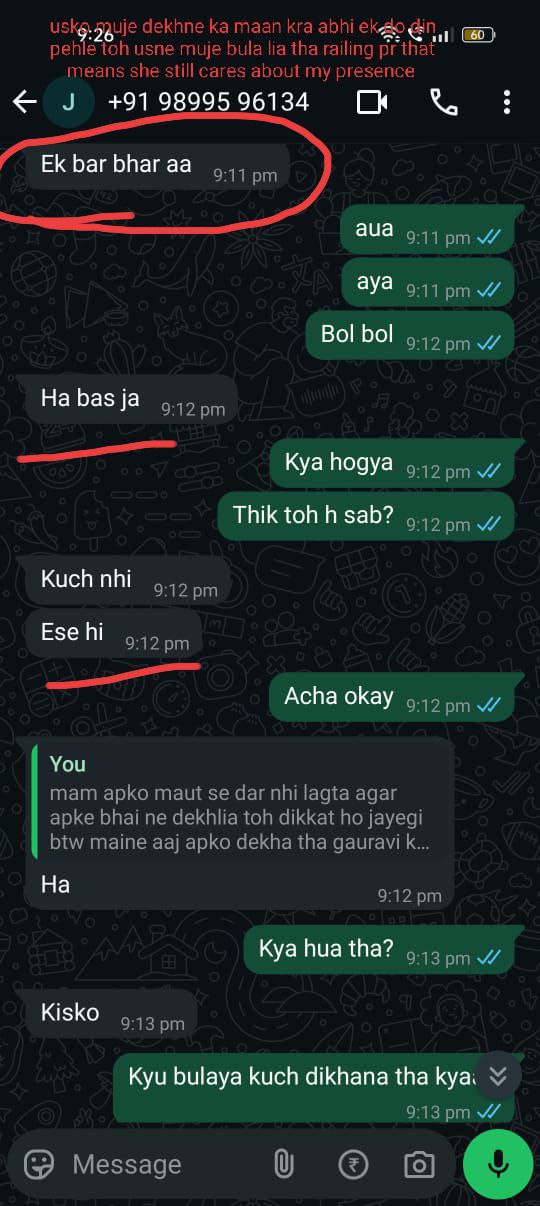 usko muje dekhne ka maan kra abhi ek do din
9:26
60
pehle toh usne muje bula lia tha railing pr that
means she still cares about my presence
J +91 98995 96134
Ek bar bhar aa
9:11 pm
aua
9:11 pm
aya
9:11 pm
Bol bol
9:12 pm
Ha bas ja
9:12 pm
Kya hogya
9:12 pm
Thik toh h sab?
9:12 pm
Kuch nhi
9:12 pm
Ese hi
9:12 pm
Acha okay
9:12 pm
You
mam apko maut se dar nhi lagta agar
apke bhai ne dekhlia toh dikkat ho jayegi
btw maine aaj apko dekha tha gauravi k...
Ha
9:12 pm
Kya hua tha?
9:13 pm
Kisko
9:13 pm
Kyu bulaya kuch dikhana tha
9:13 pm
Message